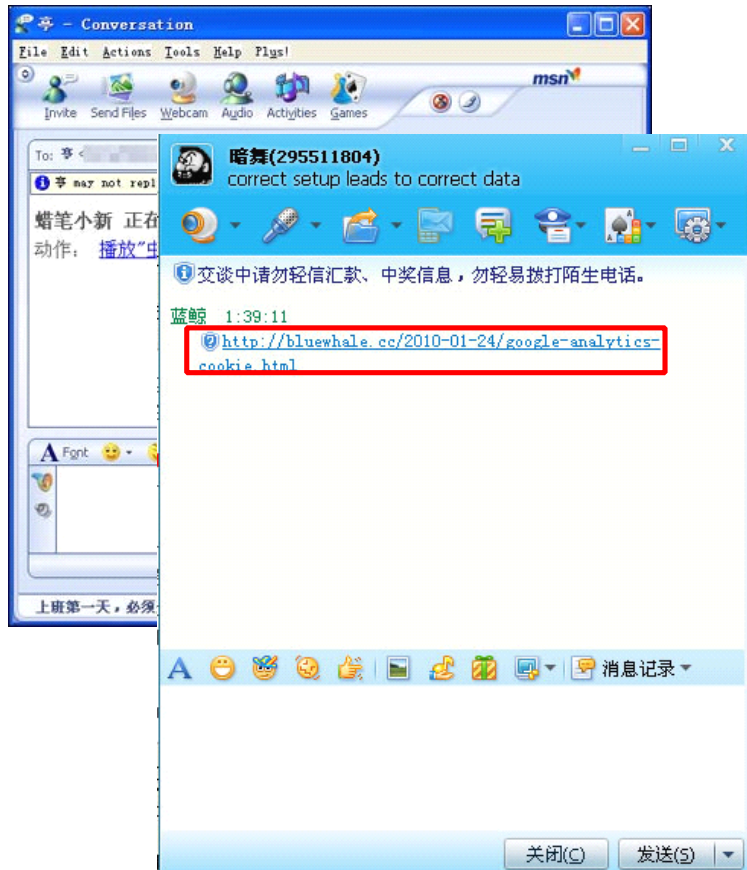 亭 - Conversation
File Edit Actions Tools Help Plus!
msn
Invite Send Files Webcam Audio Activities Games
To: 亭 <
亭 may not repl
蜡笔小新 正在
动作： 播放"虫
A Font
上班第一天，必须
暗舞(295511804)
correct setup leads to correct data
交谈中请勿轻信汇款、中奖信息，勿轻易拨打陌生电话。
蓝鲸 1:39:11
http://bluewhale.cc/2010-01-24/google-analytics-
cookie.html
A 消息记录
关闭(C) 发送(S)